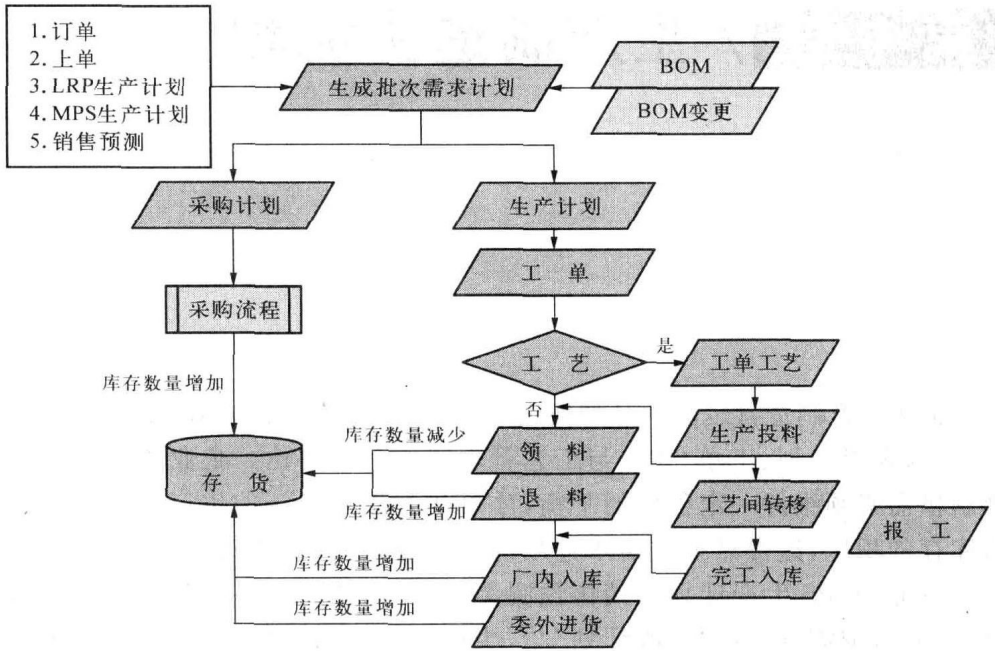 1. 订单
2. 上单
3. LRP生产计划
4. MPS生产计划
5. 销售预测
生成批次需求计划
BOM
BOM变更
采购计划
生产计划
工 单
采购流程
工 艺
是
工单工艺
库存数量增加
否
生产投料
库存数量减少
领 料
存 货
退 料
工艺间转移
库存数量增加
报 工
库存数量增加
厂内入库
完工入库
库存数量增加
委外进货